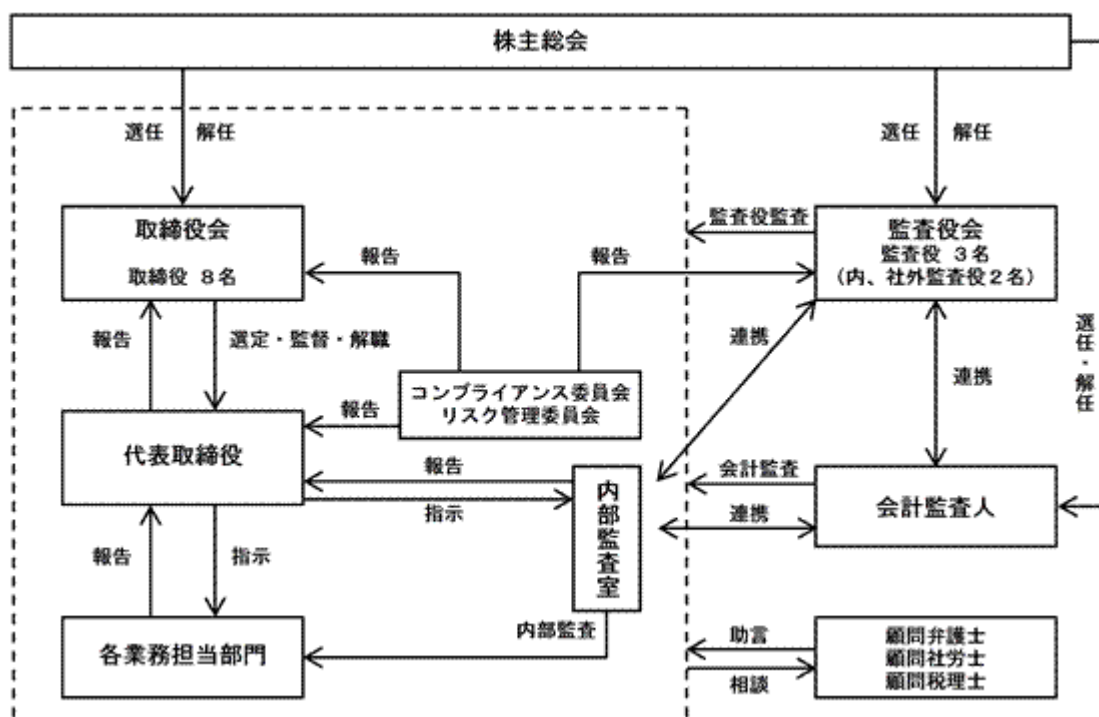 株主総会
選任
解任
選任
解任
取締役会
取締役 8名
報告
監査役監査
報告
監査役会
監査役 3名
(内、社外監査役2名)
報告
選定・監督・解職
連携
連携
選任・解任
コンプライアンス委員会
リスク管理委員会
報告
代表取締役
報告
指示
内部監査室
会計監査
連携
会計監査人
報告
指示
内部監査
各業務担当部門
助言
相談
顧問弁護士
顧問社労士
顧問税理士